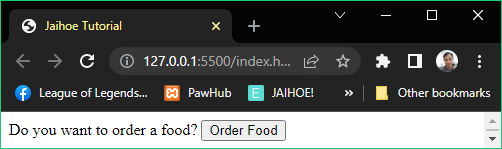 Jaihoe Tutorial
127.0.0.1:5500/index.h...
League of Legends... PawHub JAIHOE! » Other bookmarks
Do you want to order a food? Order Food